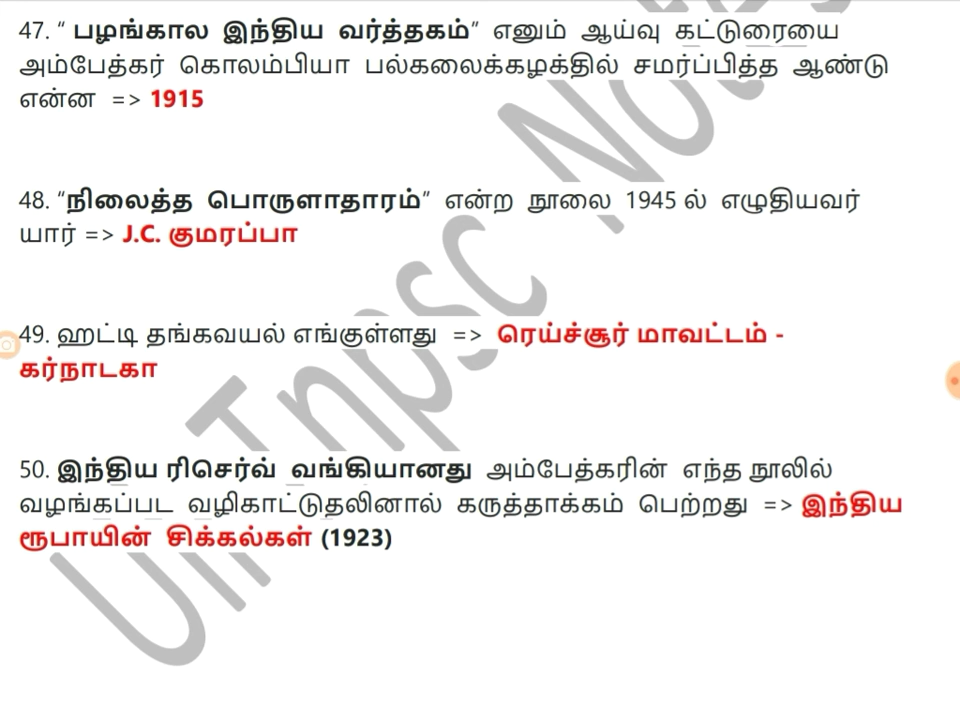 47. “ பழங்கால இந்திய வர்த்தகம்” எனும் ஆய்வு கட்டுரையை
அம்பேத்கர் கொலம்பியா பல்கலைக்கழக்தில் சமர்ப்பித்த ஆண்டு
என்ன => 1915
48. “நிலைத்த பொருளாதாரம்” என்ற நூலை 1945 ல் எழுதியவர்
யார் => J.C. குமரப்பா
49. ஹட்டி தங்கவயல் எங்குள்ளது => ரெய்ச்சூர் மாவட்டம் -
கர்நாடகா
50. இந்திய ரிசெர்வ் வங்கியானது அம்பேத்கரின் எந்த நூலில்
வழங்கப்பட வழிகாட்டுதலினால் கருத்தாக்கம் பெற்றது => இந்திய
ரூபாயின் சிக்கல்கள் (1923)